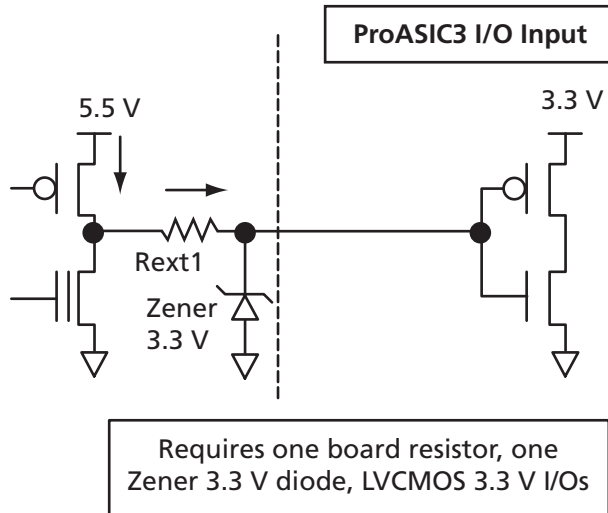 ProASIC3 I/O Input
5.5 V
3.3 V
Rext1
Zener
3.3 V
Requires one board resistor, one
Zener 3.3 V diode, LVCMOS 3.3 V I/Os